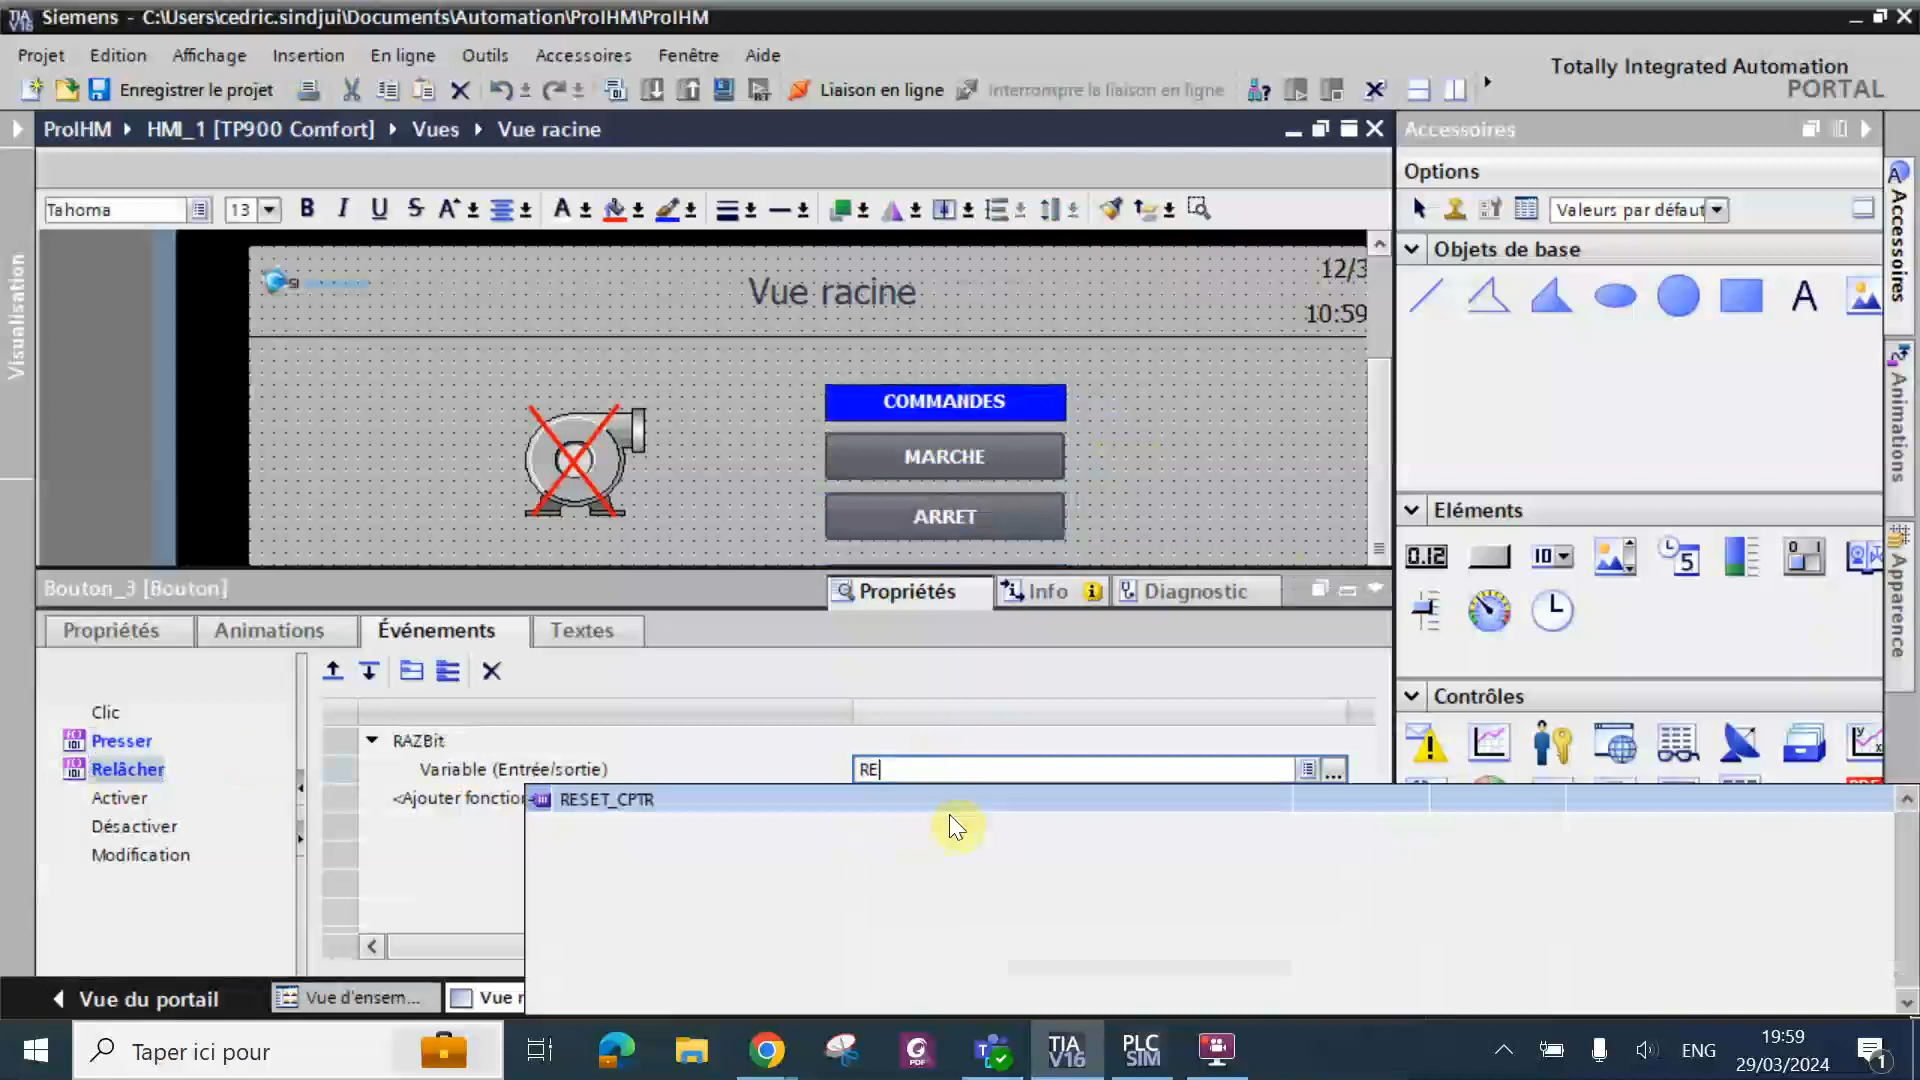 TIA V16 Siemens - C:\Users\cedric.sindjui\Documents\Automation\ProIHM\ProIHM
Projet Edition Affichage Insertion En ligne Outils Accessoires Fenêtre Aide
Totally Integrated Automation
PORTAL
Enregistrer le projet Liaison en ligne Interrompre la liaison en ligne
ProIHM HMI_1 [TP900 Comfort] Vues Vue racine
Accessoires
Options
Tahoma 13
Valeurs par défaut
Objets de base
Visualisation
Accessoires
Animations
Apparence
SI
Vue racine
12/3
10:59
COMMANDES
MARCHE
ARRET
Eléments
Contrôles
Bouton_3 [Bouton]
Propriétés Info Diagnostic
Propriétés Animations Événements Textes
Clic
Presser
Relâcher
Activer
Désactiver
Modification
RAZBit
Variable (Entrée/sortie) RE
<Ajouter fonction
RESET_CPTR
Vue du portail Vue d'ensem... Vue r
Taper ici pour
TIA V16
PLC SIM
ENG
19:59
29/03/2024
1